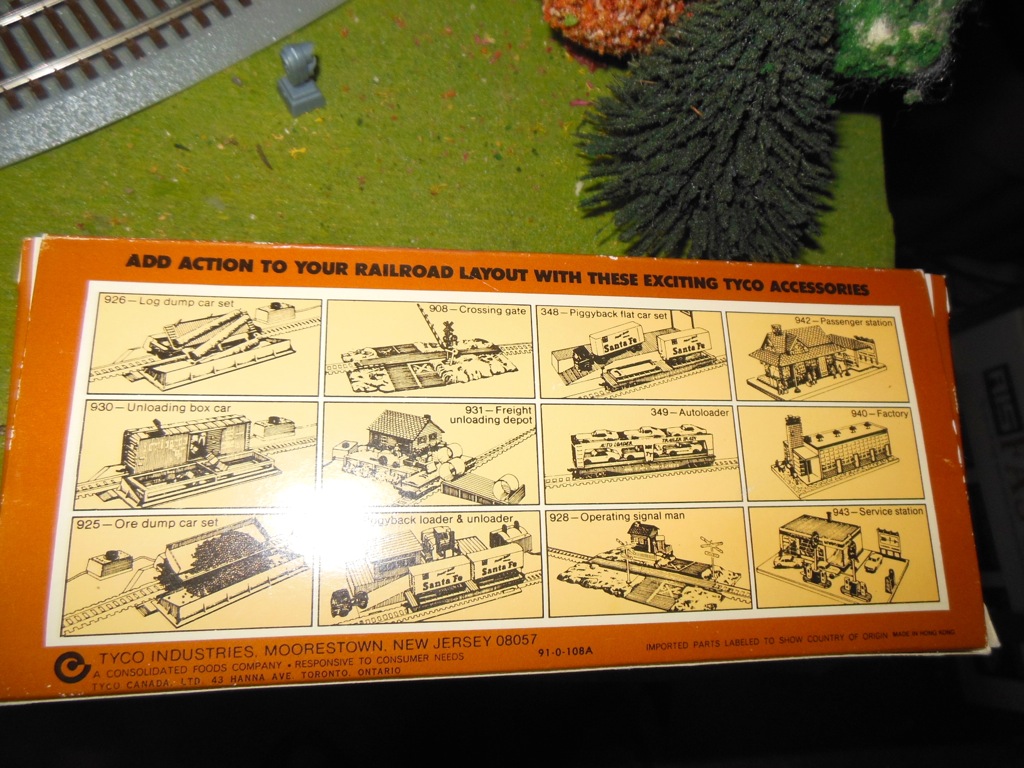 ADD ACTION TO YOUR RAILROAD LAYOUT WITH THESE EXCITING TYCO ACCESSORIES
926—Log dump car set
908—Crossing gate
348—Piggyback flat car set
Santa Fe
Santa Fe
942—Passenger station
930—Unloading box car
931—Freight
unloading depot
349—Autoloader
AUTO LOADER
940—Factory
925—Ore dump car set
loader & unloader
Santa Fe
Santa Fe
928—Operating signal man
943—Service station
TYCO INDUSTRIES, MOORESTOWN, NEW JERSEY 08057
A CONSOLIDATED FOODS COMPANY • RESPONSIVE TO CONSUMER NEEDS
TYCO CANADA, LTD. 43 HANNA AVE. TORONTO, ONTARIO
91-0-108A
IMPORTED PARTS LABELED TO SHOW COUNTRY OF ORIGIN MADE IN HONG KONG